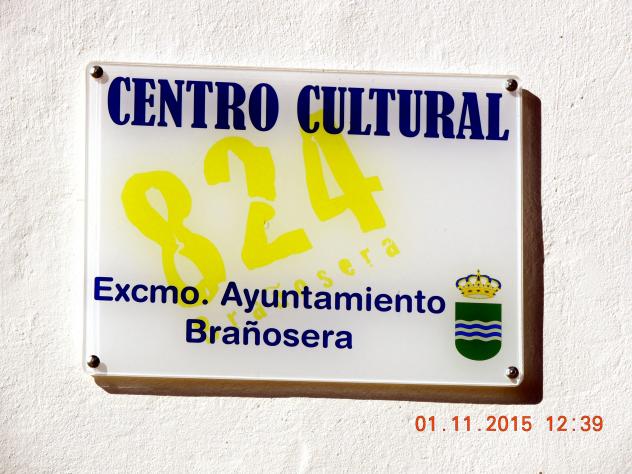 CENTRO CULTURAL
824
Brañosera
Excmo. Ayuntamiento
Brañosera
01.11.2015 12:39